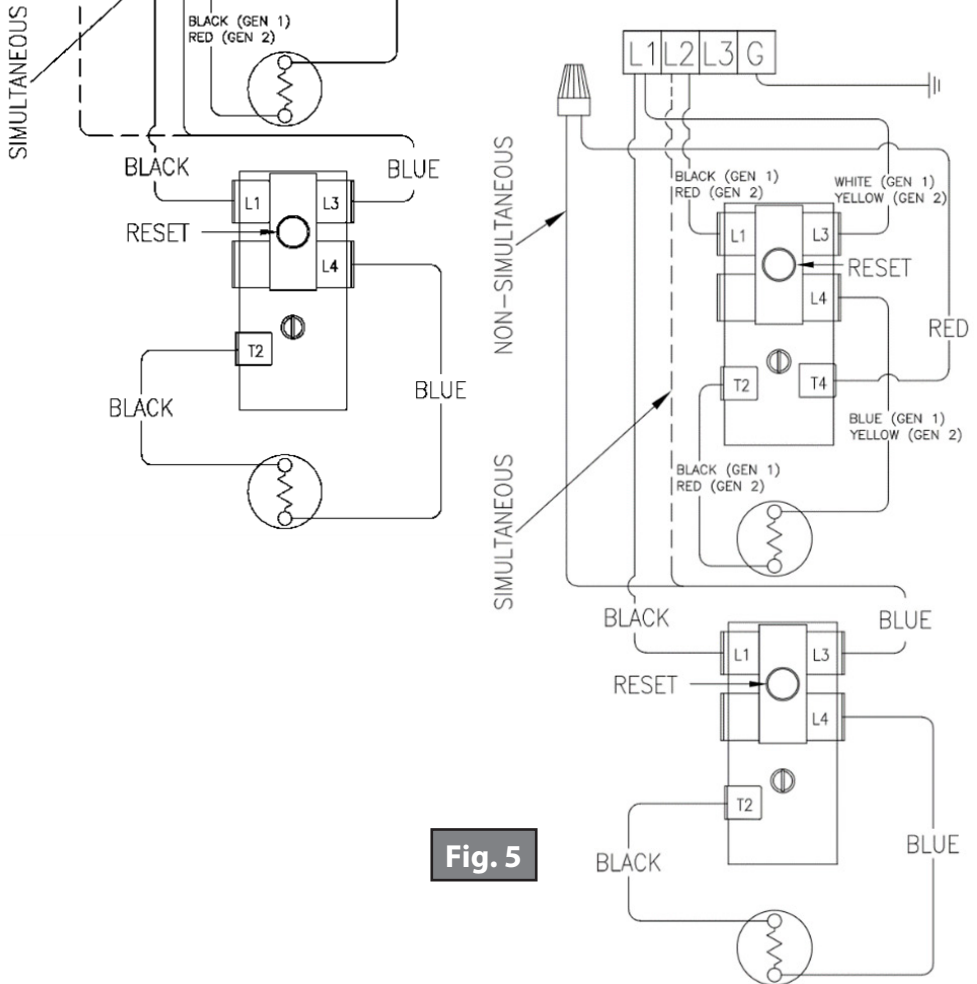 SIMULTANEOUS
BLACK (GEN 1)
RED (GEN 2)
BLACK
BLUE
L1
L3
RESET
L4
T2
BLACK
BLUE
L1 L2 L3 G
NON-SIMULTANEOUS
BLACK (GEN 1)
RED (GEN 2)
WHITE (GEN 1)
YELLOW (GEN 2)
L1
L3
RESET
L4
RED
T2
T4
BLUE (GEN 1)
YELLOW (GEN 2)
SIMULTANEOUS
BLACK (GEN 1)
RED (GEN 2)
BLACK
BLUE
L1
L3
RESET
L4
T2
BLACK
BLUE
Fig. 5